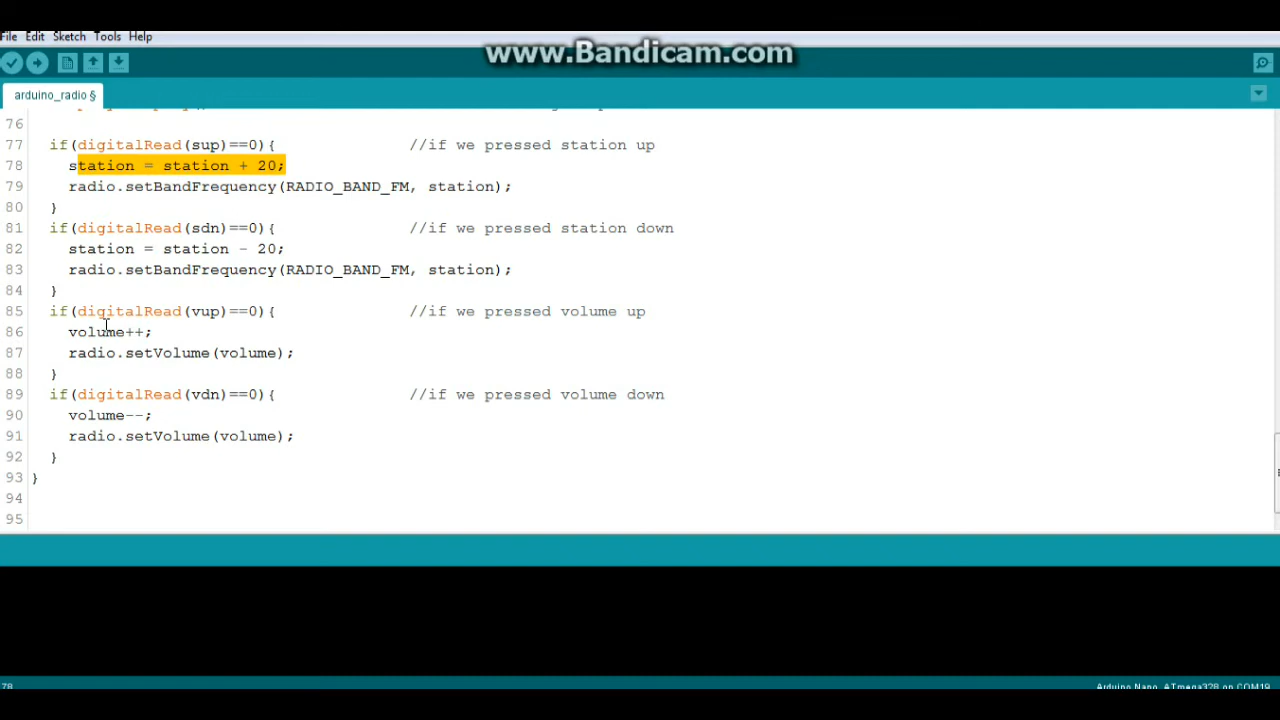 File Edit Sketch Tools Help
www.Bandicam.com
arduino_radio §
76
77 if(digitalRead(sup)==0){ //if we pressed station up
78 station = station + 20;
79 radio.setBandFrequency(RADIO_BAND_FM, station);
80 }
81 if(digitalRead(sdn)==0){ //if we pressed station down
82 station = station - 20;
83 radio.setBandFrequency(RADIO_BAND_FM, station);
84 }
85 if(digitalRead(vup)==0){ //if we pressed volume up
86 volume++;
87 radio.setVolume(volume);
88 }
89 if(digitalRead(vdn)==0){ //if we pressed volume down
90 volume--;
91 radio.setVolume(volume);
92 }
93 }
94
95
78 Arduino Nano, ATmega328 on COM19